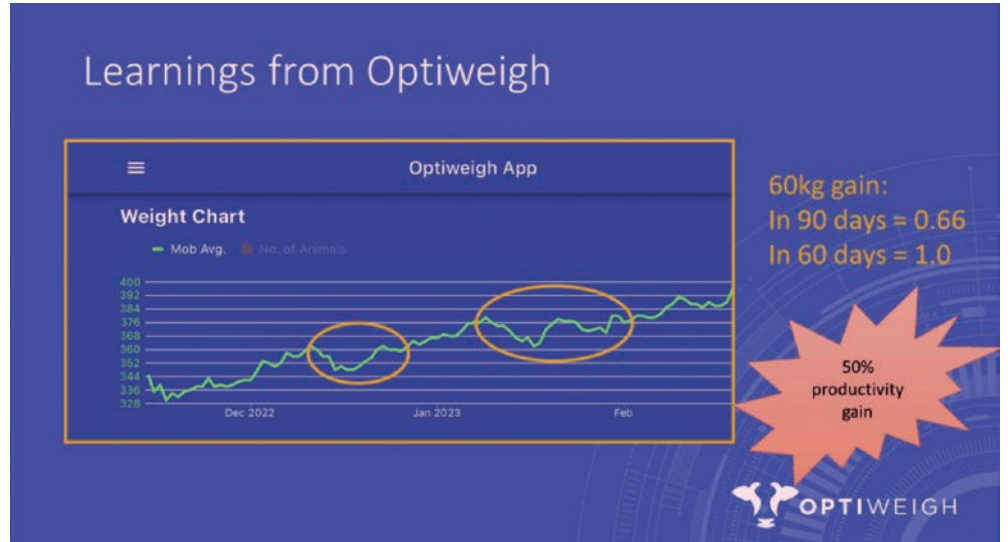 Learnings from Optiweigh
Optiweigh App
Weight Chart
Mob Avg. No. of Animals
400
392
384
376
368
360
352
344
336
328
Dec 2022 Jan 2023 Feb
60kg gain:
In 90 days = 0.66
In 60 days = 1.0
50%
productivity
gain
OPTIWEIGH